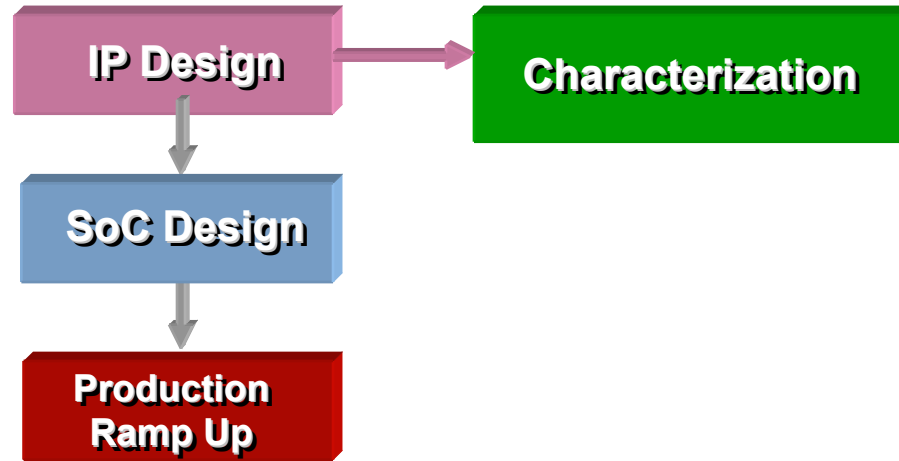 IP Design
Characterization
SoC Design
Production
Ramp Up